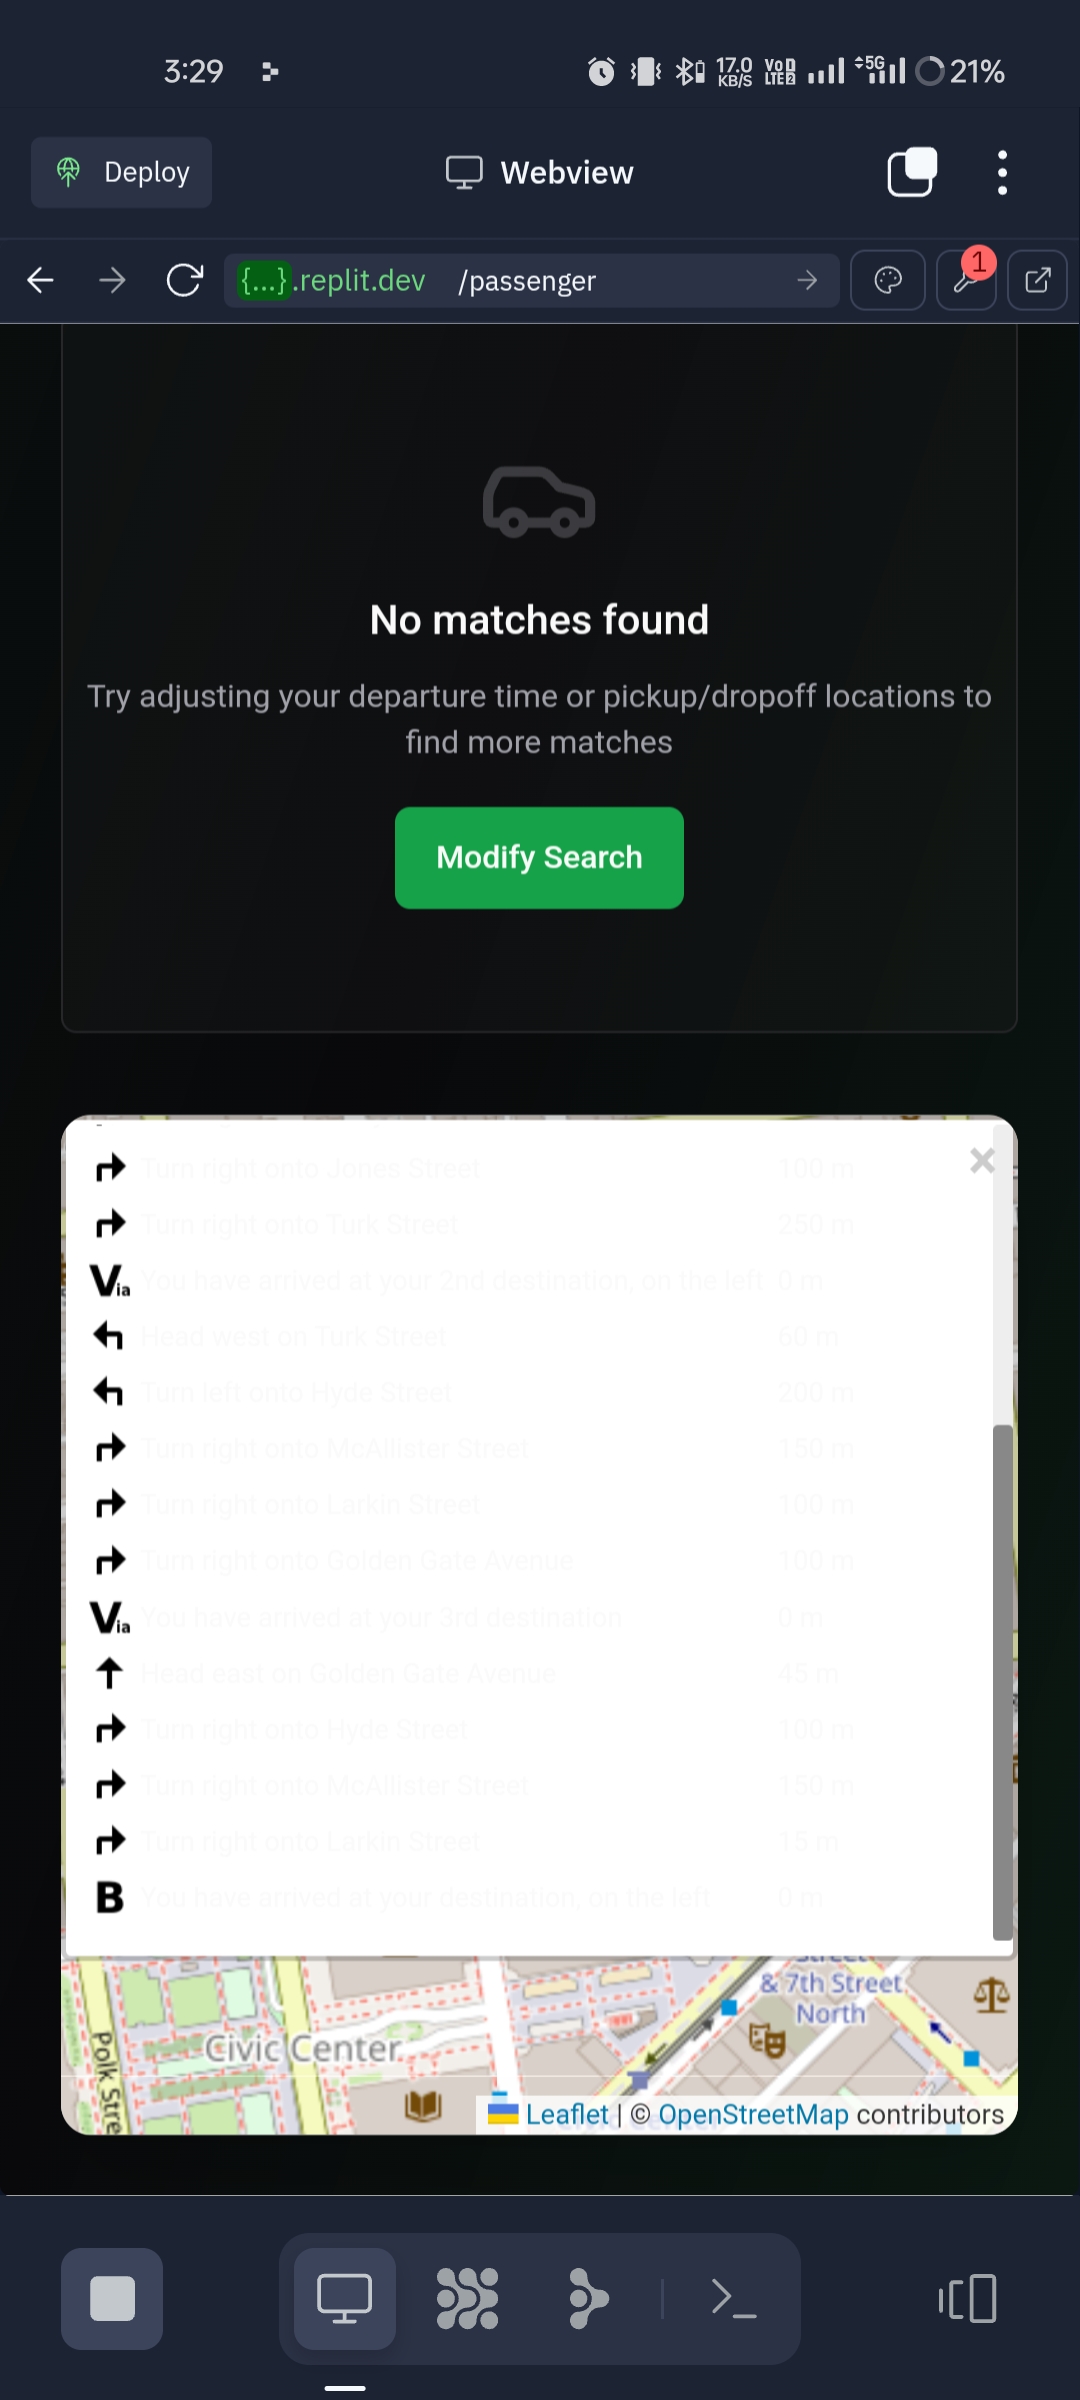 3:29
17.0
KB/S
VoD
LTE2
5G
21%
Deploy
Webview
{...}.replit.dev /passenger
1
No matches found
Try adjusting your departure time or pickup/dropoff locations to
find more matches
Modify Search
×
Turn right onto Jones Street 100 m
Turn right onto Turk Street 250 m
Via You have arrived at your 2nd destination, on the left 0 m
Head west on Turk Street 60 m
Turn left onto Hyde Street 200 m
Turn right onto McAllister Street 150 m
Turn right onto Larkin Street 100 m
Turn right onto Golden Gate Avenue 100 m
Via You have arrived at your 3rd destination 0 m
Head east on Golden Gate Avenue 45 m
Turn right onto Hyde Street 100 m
Turn right onto McAllister Street 150 m
Turn right onto Larkin Street 15 m
B You have arrived at your destination, on the left 0 m
Street
& 7th Street
North
Civic Center
Polk Stre
Leaflet | © OpenStreetMap contributors